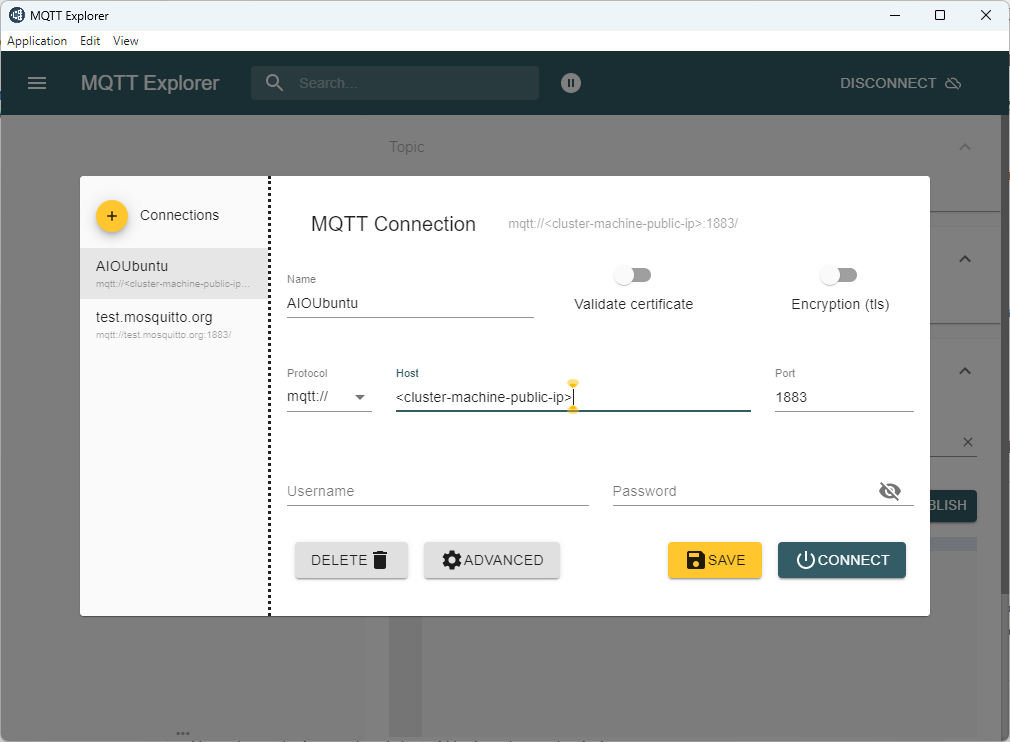 MQTT Explorer
Application Edit View
MQTT Explorer Search... DISCONNECT
Topic
+ Connections
AIOUbuntu
mqtt://<cluster-machine-public-ip...
test.mosquitto.org
mqtt://test.mosquitto.org:1883/
MQTT Connection mqtt://<cluster-machine-public-ip>:1883/
Name
AIOUbuntu
Validate certificate
Encryption (tls)
Protocol
mqtt://
Host
<cluster-machine-public-ip>
Port
1883
Username
Password
BLISH
DELETE ADVANCED SAVE CONNECT
...